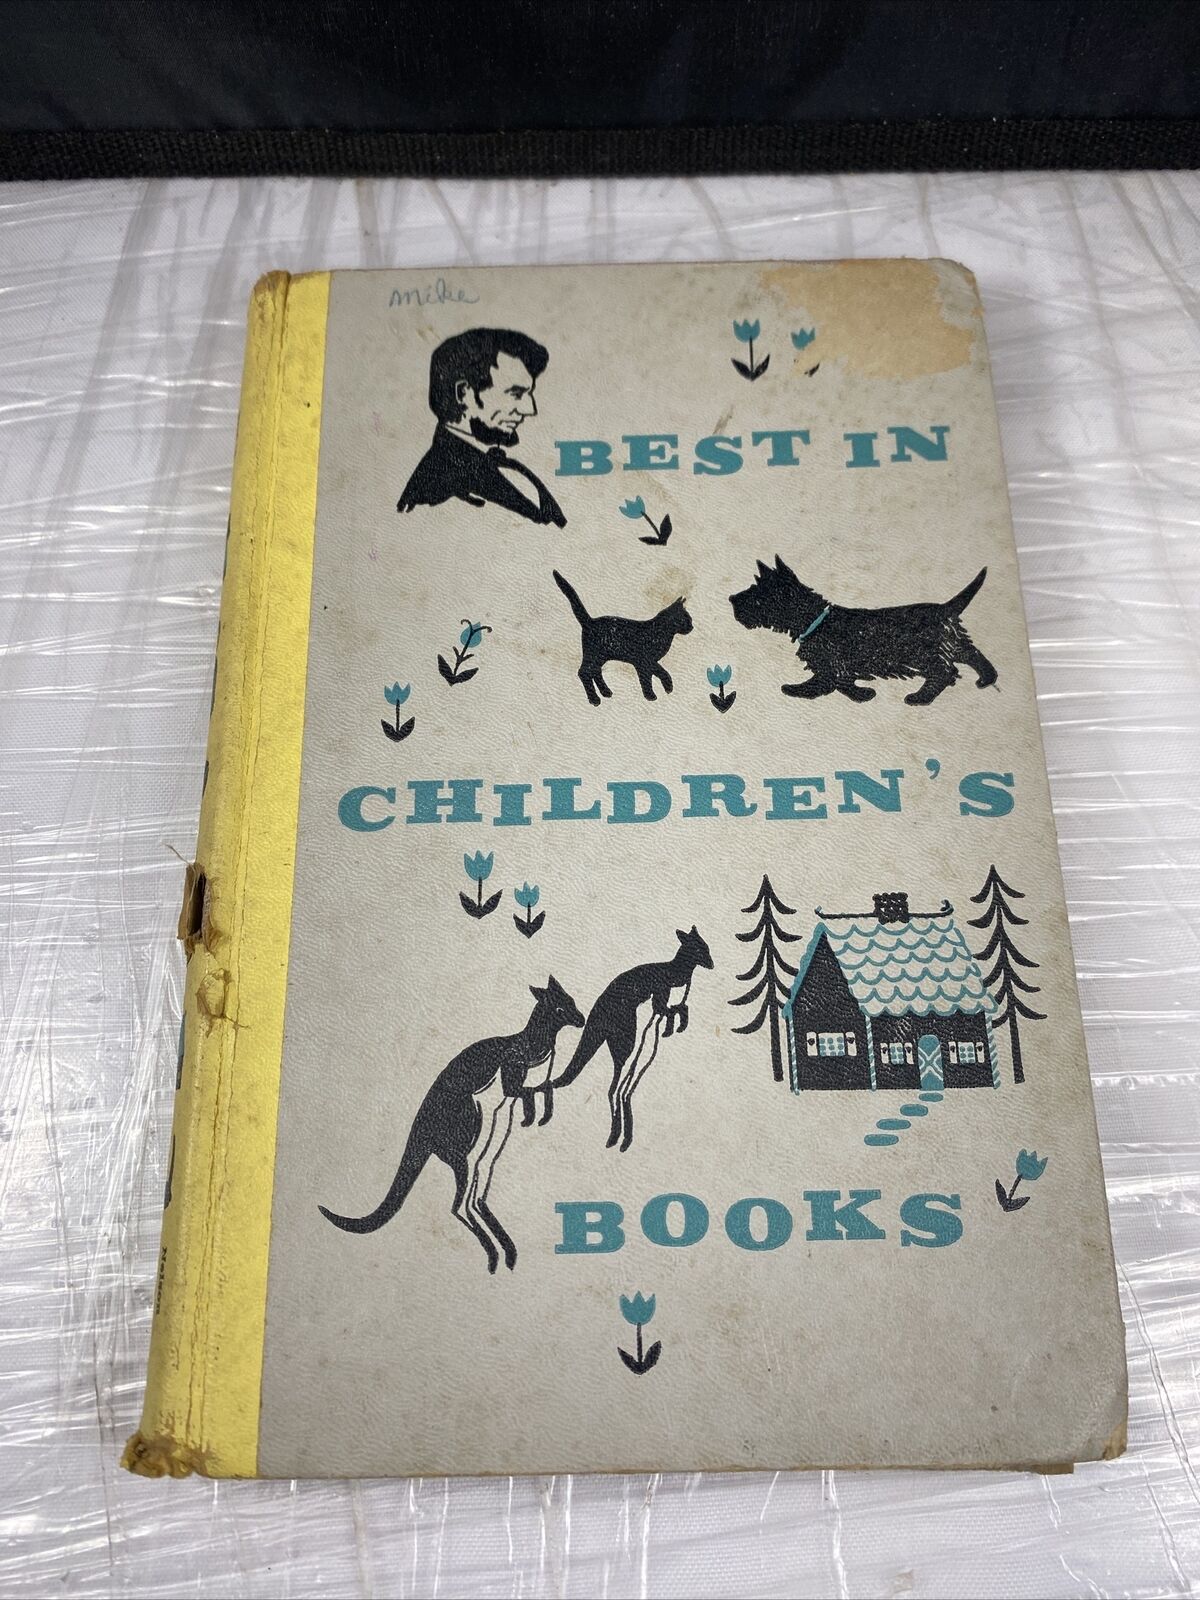 mike
BEST IN
CHILDREN'S
BOOKS